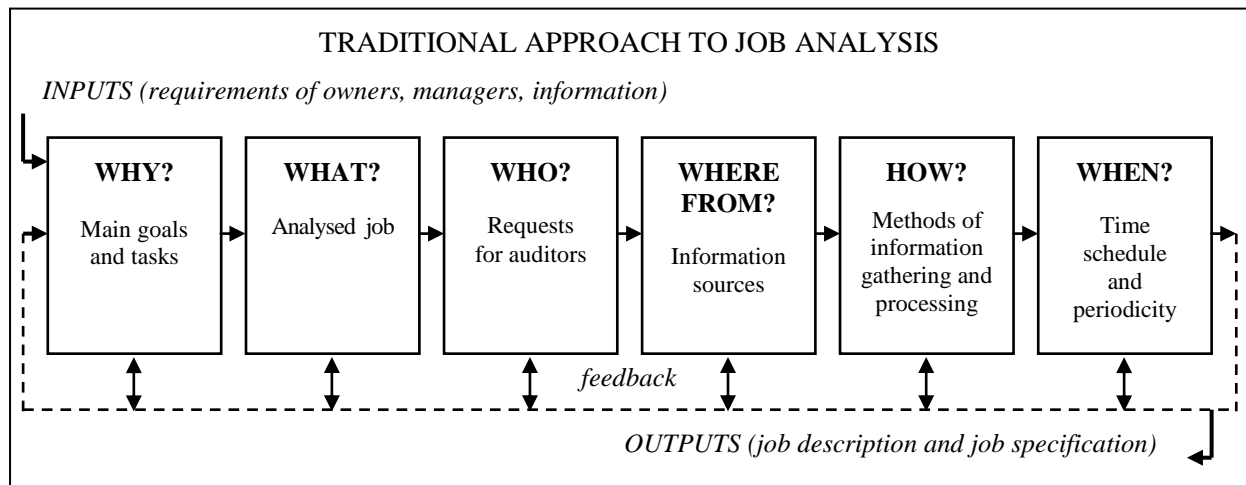 TRADITIONAL APPROACH TO JOB ANALYSIS
INPUTS (requirements of owners, managers, information)
WHY?
Main goals
and tasks
WHAT?
Analysed job
WHO?
Requests
for auditors
WHERE
FROM?
Information
sources
HOW?
Methods of
information
gathering and
processing
WHEN?
Time
schedule
and
periodicity
feedback
OUTPUTS (job description and job specification)